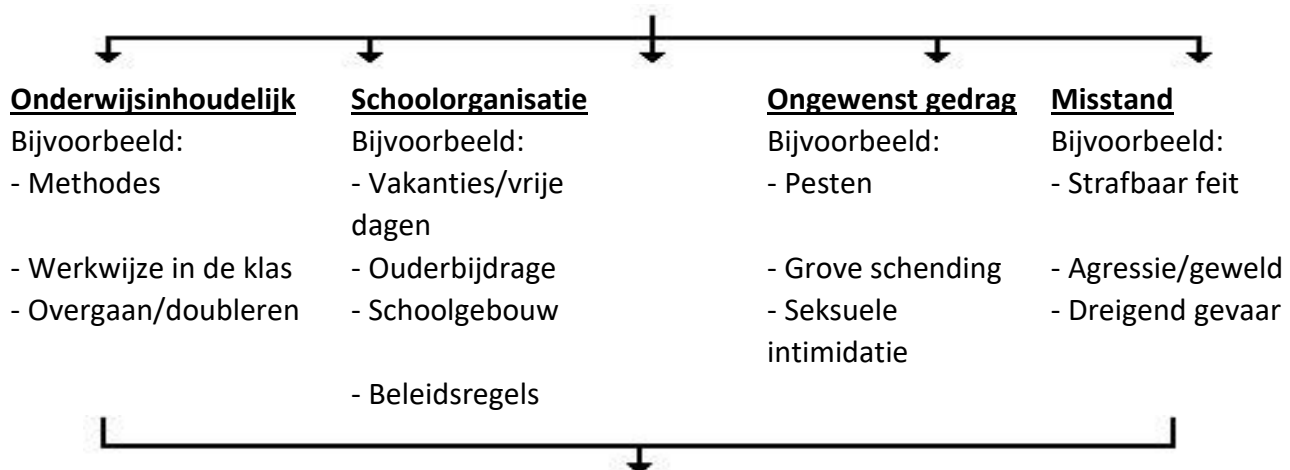 Onderwijsinhoudelijk
Bijvoorbeeld:
- Methodes
- Werkwijze in de klas
- Overgaan/doubleren
Schoolorganisatie
Bijvoorbeeld:
- Vakanties/vrije
dagen
- Ouderbijdrage
- Schoolgebouw
- Beleidsregels
Ongewenst gedrag
Bijvoorbeeld:
- Pesten
- Grove schending
- Seksuele
intimidatie
Misstand
Bijvoorbeeld:
- Strafbaar feit
- Agressie/geweld
- Dreigend gevaar